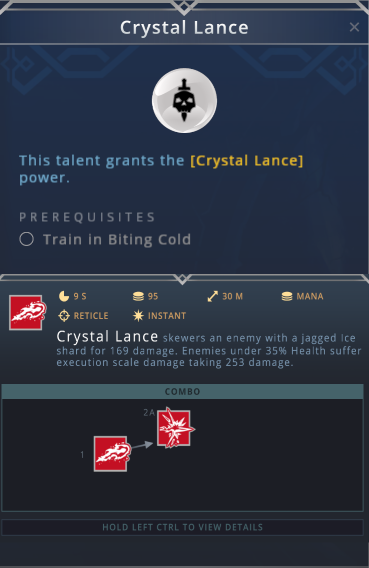 Crystal Lance
This talent grants the [Crystal Lance]
power.
PREREQUISITES
Train in Biting Cold
9 S
95
30 M
MANA
RETICLE
INSTANT
Crystal Lance skewers an enemy with a jagged ice
shard for 169 damage. Enemies under 35% Health suffer
execution scale damage taking 253 damage.
COMBO
2A
1
HOLD LEFT CTRL TO VIEW DETAILS